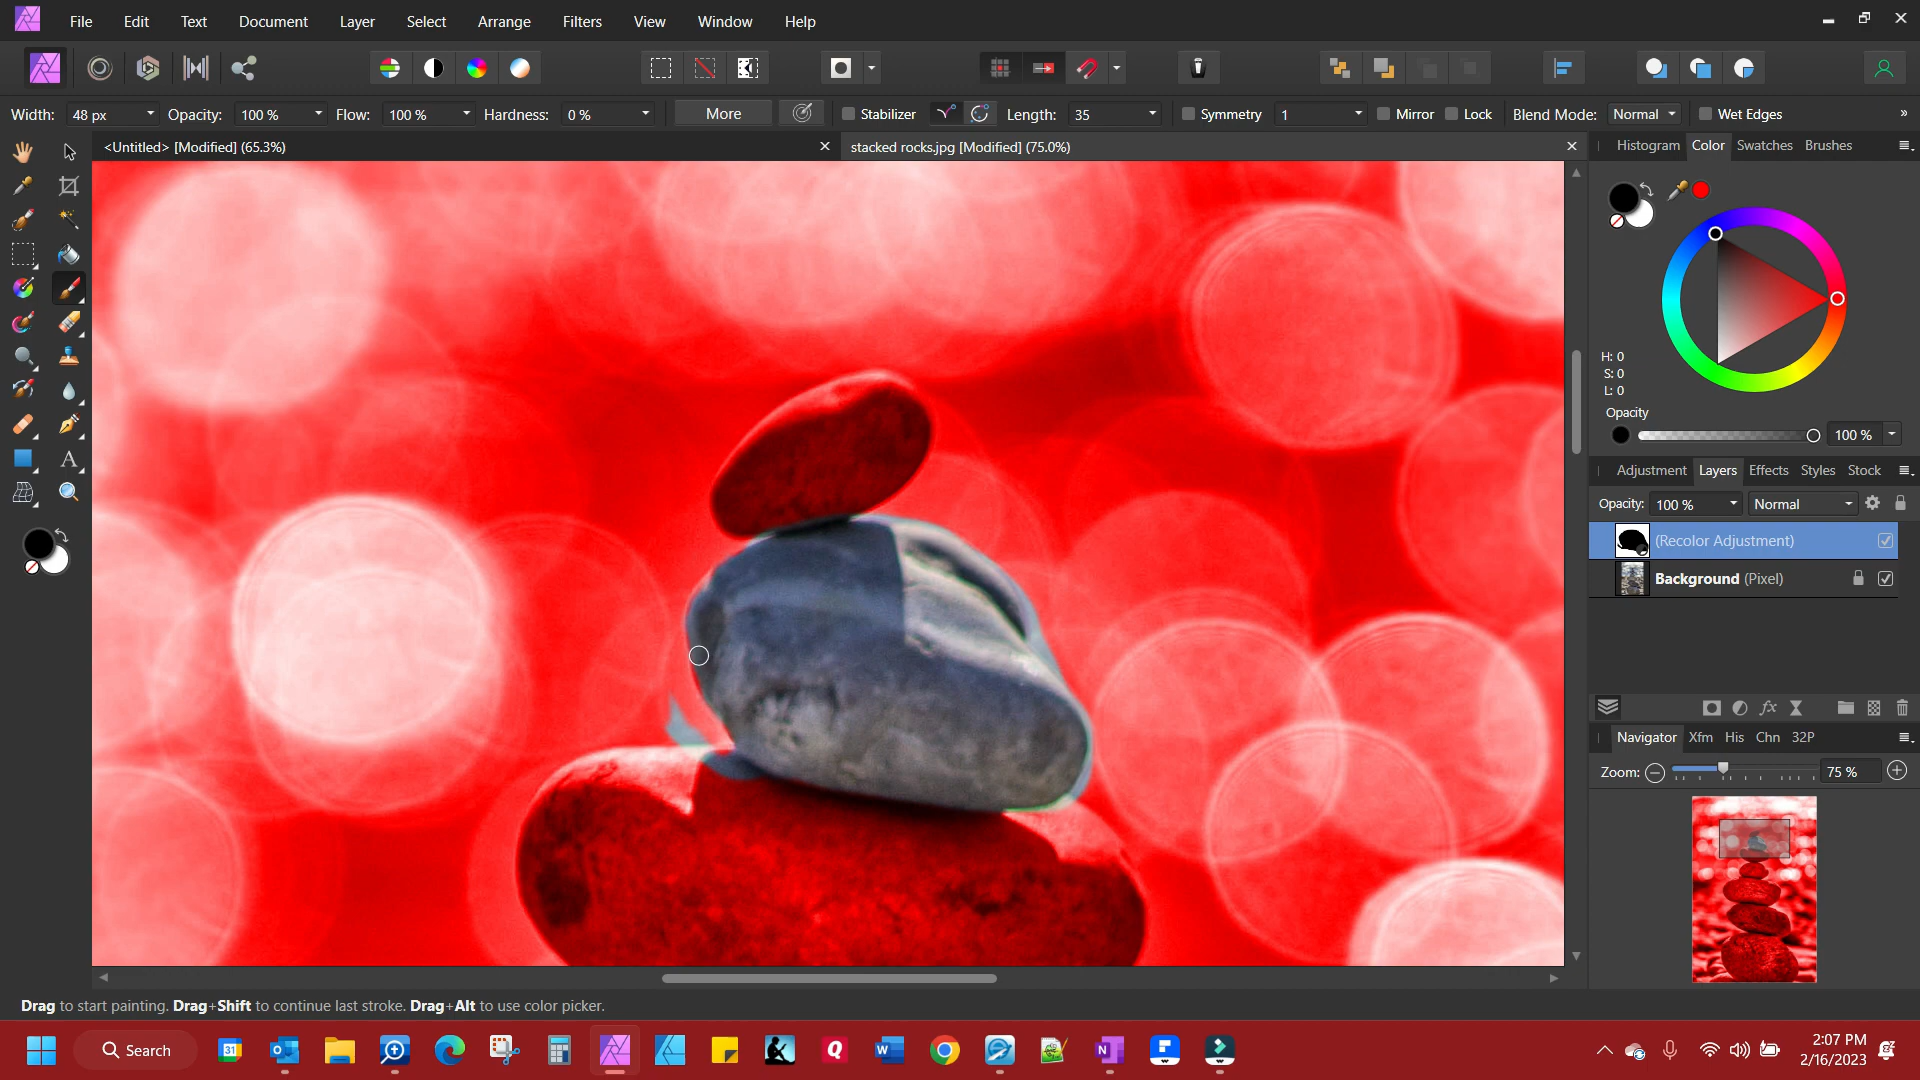 File Edit Text Document Layer Select Arrange Filters View Window Help
Width: 48 px Opacity: 100 % Flow: 100 % Hardness: 0 % More Stabilizer Length: 35 Symmetry 1 Mirror Lock Blend Mode: Normal Wet Edges »
<Untitled> [Modified] (65.3%) stacked rocks.jpg [Modified] (75.0%)
Histogram Color Swatches Brushes
H: 0
S: 0
L: 0
Opacity
100 %
Adjustment Layers Effects Styles Stock
Opacity: 100 % Normal
(Recolor Adjustment)
Background (Pixel)
Navigator Xfm His Chn 32P
Zoom: 75 %
Drag to start painting. Drag+Shift to continue last stroke. Drag+Alt to use color picker.
Search
31
2:07 PM
2/16/2023